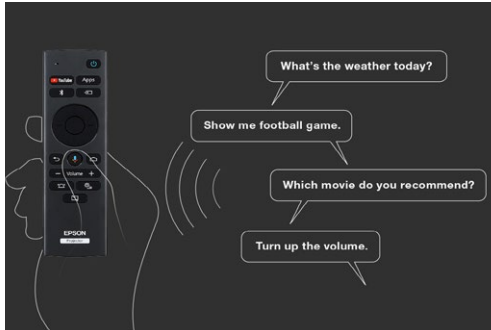 YouTube
Apps
Volume
EPSON
What's the weather today?
Show me football game.
Which movie do you recommend?
Turn up the volume.